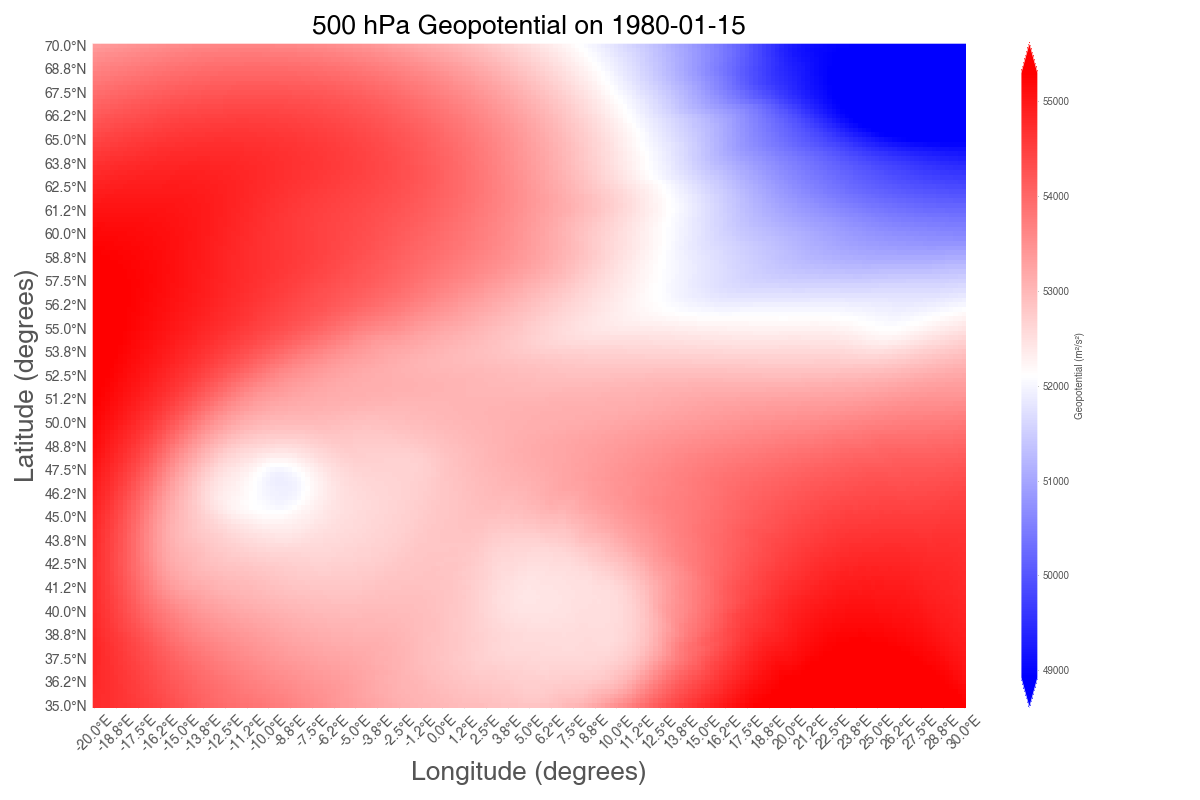 500 hPa Geopotential on 1980-01-15
70.0°N
68.8°N
67.5°N
66.2°N
65.0°N
63.8°N
62.5°N
61.2°N
60.0°N
58.8°N
57.5°N
56.2°N
55.0°N
53.8°N
52.5°N
51.2°N
50.0°N
48.8°N
47.5°N
46.2°N
45.0°N
43.8°N
42.5°N
41.2°N
40.0°N
38.8°N
37.5°N
36.2°N
35.0°N
Latitude (degrees)
-20.0°E
-18.8°E
-17.5°E
-16.2°E
-15.0°E
-13.8°E
-12.5°E
-11.2°E
-10.0°E
-8.8°E
-7.5°E
-6.2°E
-5.0°E
-3.8°E
-2.5°E
-1.2°E
0.0°E
1.2°E
2.5°E
3.8°E
5.0°E
6.2°E
7.5°E
8.8°E
10.0°E
11.2°E
12.5°E
13.8°E
15.0°E
16.2°E
17.5°E
18.8°E
20.0°E
21.2°E
22.5°E
23.8°E
25.0°E
26.2°E
27.5°E
28.8°E
30.0°E
Longitude (degrees)
55000
54000
53000
52000
51000
50000
49000
Geopotential (m²/s²)